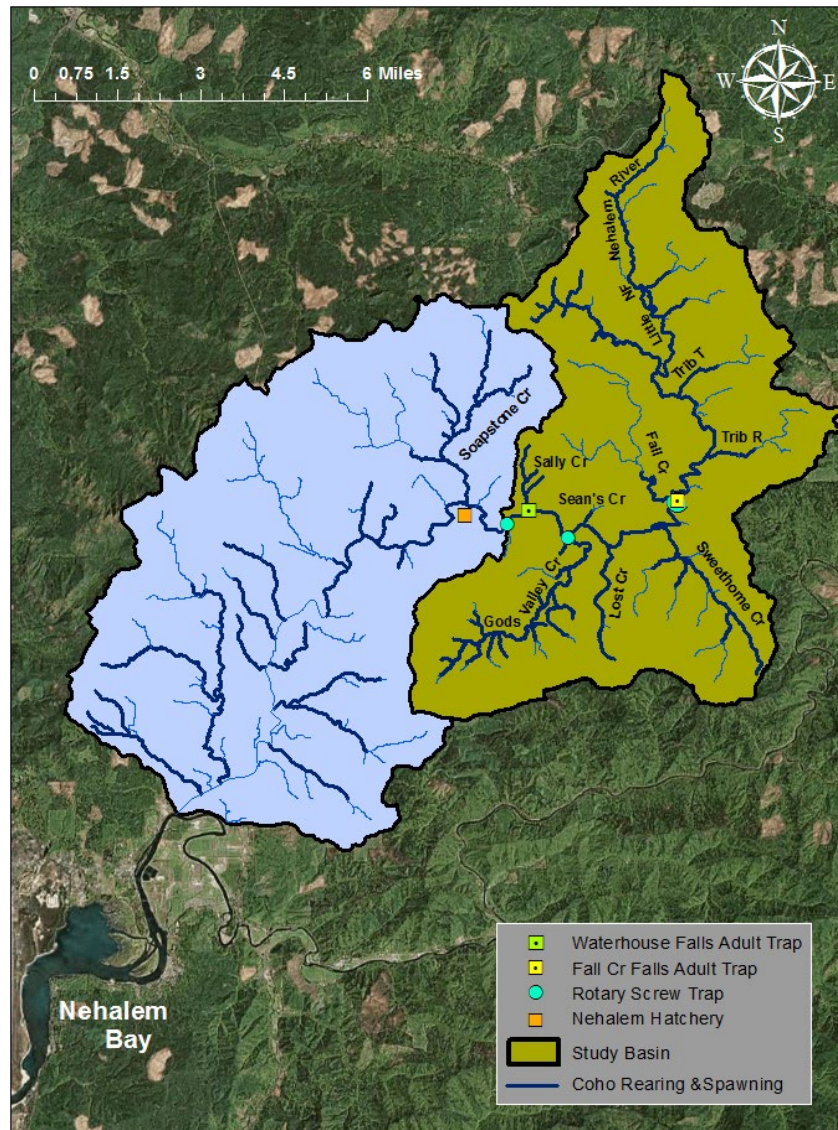 N
W E
S
0 0.75 1.5 3 4.5 6 Miles
River
Nehalem
NF
Little
Trib T
Soapstone Cr
Trib R
Fall Cr
Sally Cr
Sean's Cr
Valley Cr
Gods
Lost Cr
Sweethome Cr
Nehalem
Bay
Waterhouse Falls Adult Trap
Fall Cr Falls Adult Trap
Rotary Screw Trap
Nehalem Hatchery
Study Basin
Coho Rearing &Spawning